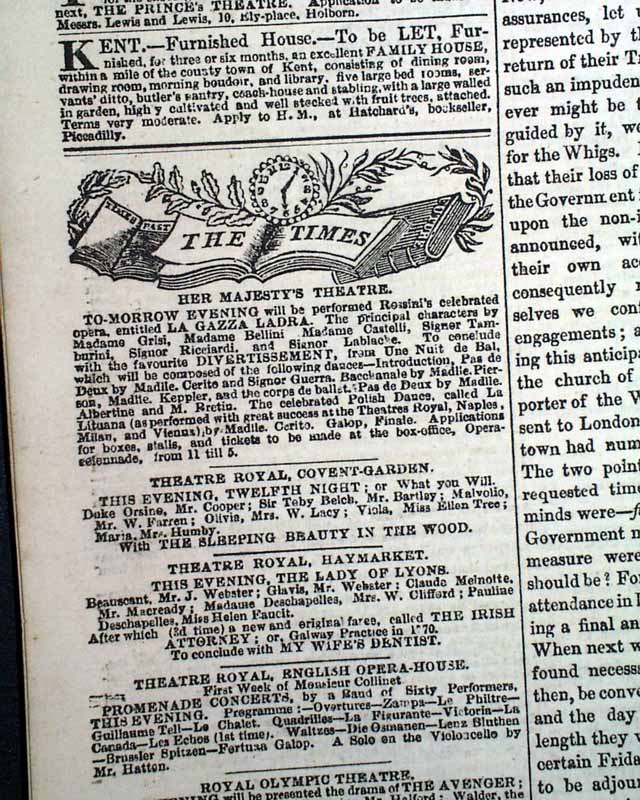 next, THE PRINCE'S THEATRE. Application to be
Messrs. Lewis and Lewis, 10, Ely-place, Holborn.
KENT.—Furnished House.—To be LET, Fur-
nished, for three or six months, an excellent FAMILY HOUSE,
within a mile of the county town of Kent, consisting of dining room,
drawing room, morning boudoir, and library, five large bed rooms, ser-
vants' ditto, butler's pantry, coach-house and stabling, with a large walled
in garden, highly cultivated and well stocked with fruit trees, attached.
Terms very moderate. Apply to H. M., at Hatchard's, bookseller,
Piccadilly.
THE TIMES
HER MAJESTY'S THEATRE.
TO-MORROW EVENING will be performed Rossini's celebrated
opera, entitled LA GAZZA LADRA. The principal characters by
Madame Grisi, Madame Bellini, Madame Castelli, Signor Tam-
burini, Signor Ricciardi, and Signor Lablache. To conclude
with the favourite DIVERTISSEMENT, from Une Nuit de Bal,
which will be composed of the following dances—Introduction, Pas de
Deux by Madlle. Cerito and Signor Guerra. Bacchanale by Madlle. Pier-
son, Madlle. Keppler, and the corps de ballet. Pas de Deux by Madlle.
Albertine and M. Bretin. The celebrated Polish Dance, called La
Lituana (as performed with great success at the Theatres Royal, Naples,
Milan, and Vienna), by Madlle. Cerito. Galop, Finale. Applications
for boxes, stalls, and tickets to be made at the box-office, Opera-
colonnade, from 11 till 5.
THEATRE ROYAL, COVENT-GARDEN.
THIS EVENING, TWELFTH NIGHT; or What you Will.
Duke Orsino, Mr. Cooper; Sir Toby Belch, Mr. Bartley; Malvolio,
Mr. W. Farren; Olivia, Mrs. W. Lacy; Viola, Miss Ellen Tree;
Maria, Mrs. Humby.
With THE SLEEPING BEAUTY IN THE WOOD.
THEATRE ROYAL, HAYMARKET.
THIS EVENING, THE LADY OF LYONS.
Beauseant, Mr. J. Webster; Glavis, Mr. Webster; Claude Melnotte,
Mr. Macready; Madame Deschapelles, Mrs. W. Clifford; Pauline
Deschapelles, Miss Helen Faucit.
After which (3d time) a new and original farce, called THE IRISH
ATTORNEY; or, Galway Practice in 1770.
To conclude with MY WIFE'S DENTIST.
THEATRE ROYAL, ENGLISH OPERA-HOUSE.
First Week of Monsieur Collinet.
PROMENADE CONCERTS, by a Band of Sixty Performers,
THIS EVENING. Programme:—Overtures—Zampa—Le Philtre—
Guillaume Tell—Le Chalet. Quadrilles—La Figurante—Victoria—La
Canada—Les Echos (1st time). Waltzes—Die Osmanen—Lenz Bluthen
—Brussler Spitzen—Fortuna Galop. A Solo on the Violoncello by
Mr. Hatton.
ROYAL OLYMPIC THEATRE.
will be presented the drama of THE AVENGER;
Mr. Halford; Walder, the
assurances, let
represented by th
return of their T
such an impuden
ever might be
guided by it, w
for the Whigs.
that their loss of
the Government
upon the non-i
announced, wit
their own ac
consequently
selves we conf
engagements; a
ing this anticipa
the church of
porter of the W
sent to London
town had num
The two poin
requested time
minds were—fi
Government m
measure were
should be? Fo
attendance in
ing a final an
When next w
found necess
then, be conv
and the day
length they v
certain Frida
to be adjou